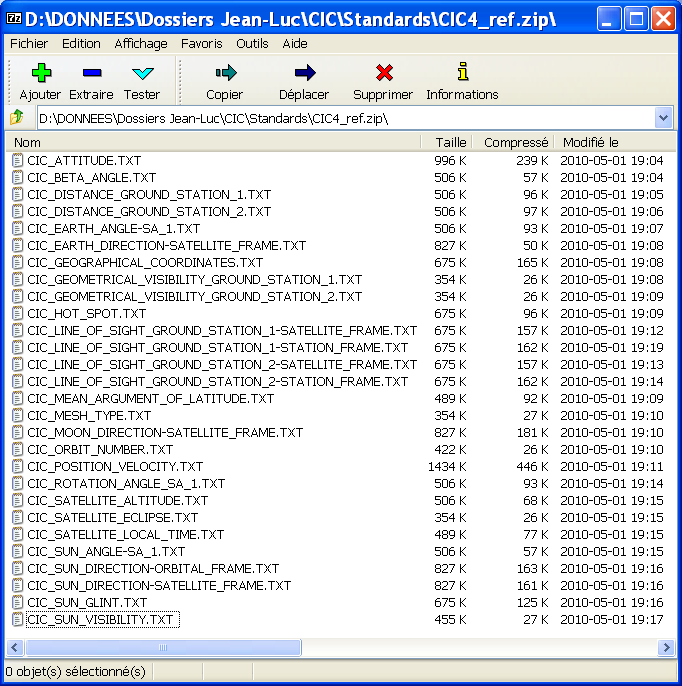 7z D:\DONNEES\Dossiers Jean-Luc\CIC\Standards\CIC4_ref.zip\
Fichier Edition Affichage Favoris Outils Aide
Ajouter Extraire Tester Copier Déplacer Supprimer Informations
D:\DONNEES\Dossiers Jean-Luc\CIC\Standards\CIC4_ref.zip\
Nom Taille Compressé Modifié le
CIC_ATTITUDE.TXT 996 K 239 K 2010-05-01 19:04
CIC_BETA_ANGLE.TXT 506 K 57 K 2010-05-01 19:04
CIC_DISTANCE_GROUND_STATION_1.TXT 506 K 96 K 2010-05-01 19:05
CIC_DISTANCE_GROUND_STATION_2.TXT 506 K 97 K 2010-05-01 19:06
CIC_EARTH_ANGLE-SA_1.TXT 506 K 93 K 2010-05-01 19:07
CIC_EARTH_DIRECTION-SATELLITE_FRAME.TXT 827 K 50 K 2010-05-01 19:08
CIC_GEOGRAPHICAL_COORDINATES.TXT 675 K 165 K 2010-05-01 19:08
CIC_GEOMETRICAL_VISIBILITY_GROUND_STATION_1.TXT 354 K 26 K 2010-05-01 19:08
CIC_GEOMETRICAL_VISIBILITY_GROUND_STATION_2.TXT 354 K 26 K 2010-05-01 19:09
CIC_HOT_SPOT.TXT 675 K 96 K 2010-05-01 19:09
CIC_LINE_OF_SIGHT_GROUND_STATION_1-SATELLITE_FRAME.TXT 675 K 157 K 2010-05-01 19:12
CIC_LINE_OF_SIGHT_GROUND_STATION_1-STATION_FRAME.TXT 675 K 162 K 2010-05-01 19:19
CIC_LINE_OF_SIGHT_GROUND_STATION_2-SATELLITE_FRAME.TXT 675 K 157 K 2010-05-01 19:13
CIC_LINE_OF_SIGHT_GROUND_STATION_2-STATION_FRAME.TXT 675 K 162 K 2010-05-01 19:14
CIC_MEAN_ARGUMENT_OF_LATITUDE.TXT 489 K 92 K 2010-05-01 19:09
CIC_MESH_TYPE.TXT 354 K 27 K 2010-05-01 19:10
CIC_MOON_DIRECTION-SATELLITE_FRAME.TXT 827 K 181 K 2010-05-01 19:10
CIC_ORBIT_NUMBER.TXT 422 K 26 K 2010-05-01 19:10
CIC_POSITION_VELOCITY.TXT 1434 K 446 K 2010-05-01 19:11
CIC_ROTATION_ANGLE_SA_1.TXT 506 K 93 K 2010-05-01 19:14
CIC_SATELLITE_ALTITUDE.TXT 506 K 68 K 2010-05-01 19:15
CIC_SATELLITE_ECLIPSE.TXT 354 K 26 K 2010-05-01 19:15
CIC_SATELLITE_LOCAL_TIME.TXT 489 K 77 K 2010-05-01 19:15
CIC_SUN_ANGLE-SA_1.TXT 506 K 57 K 2010-05-01 19:15
CIC_SUN_DIRECTION-ORBITAL_FRAME.TXT 827 K 163 K 2010-05-01 19:16
CIC_SUN_DIRECTION-SATELLITE_FRAME.TXT 827 K 161 K 2010-05-01 19:16
CIC_SUN_GLINT.TXT 675 K 125 K 2010-05-01 19:16
CIC_SUN_VISIBILITY.TXT 455 K 27 K 2010-05-01 19:17
0 objet(s) sélectionné(s)